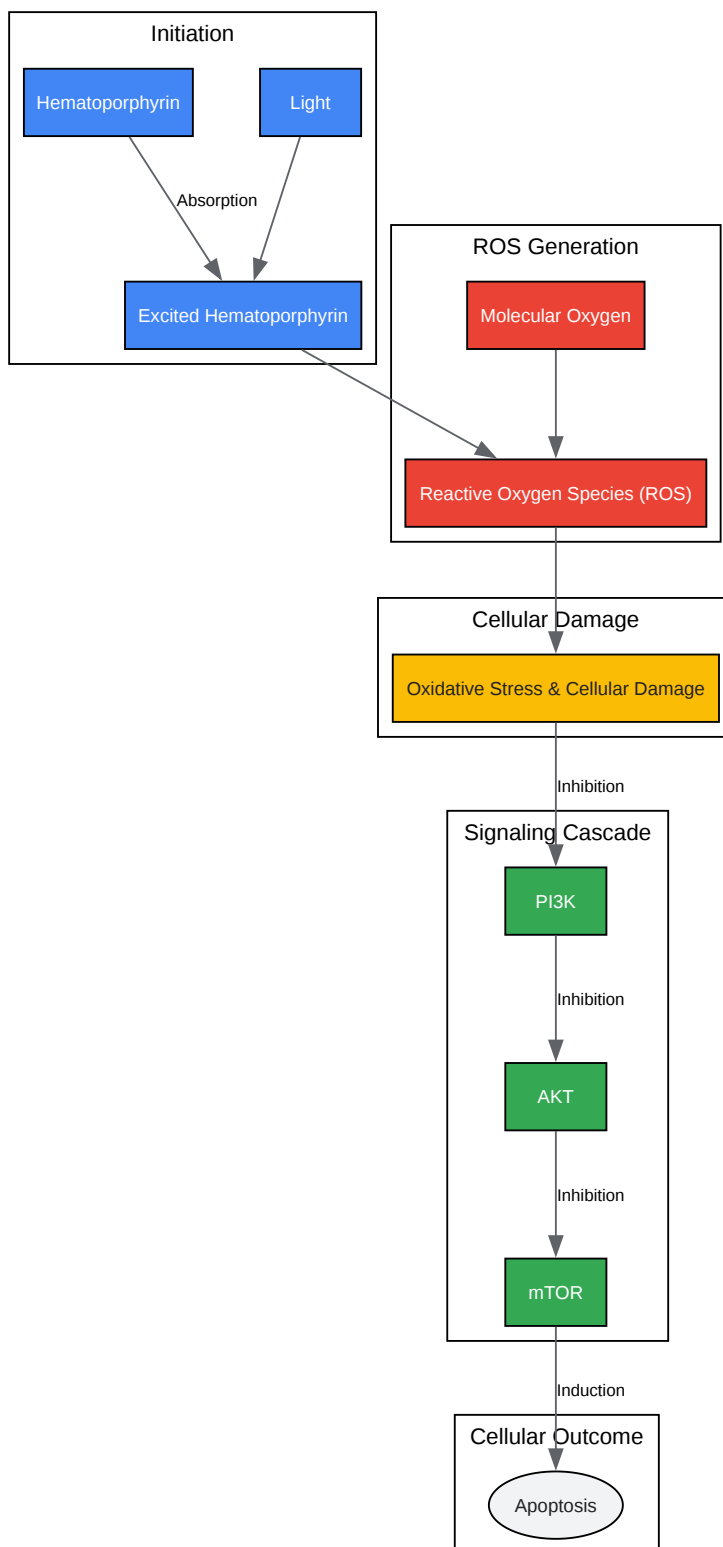 Initiation
Hematoporphyrin
Light
Absorption
Excited Hematoporphyrin
ROS Generation
Molecular Oxygen
Reactive Oxygen Species (ROS)
Cellular Damage
Oxidative Stress & Cellular Damage
Inhibition
Signaling Cascade
PI3K
Inhibition
AKT
Inhibition
mTOR
Induction
Cellular Outcome
Apoptosis